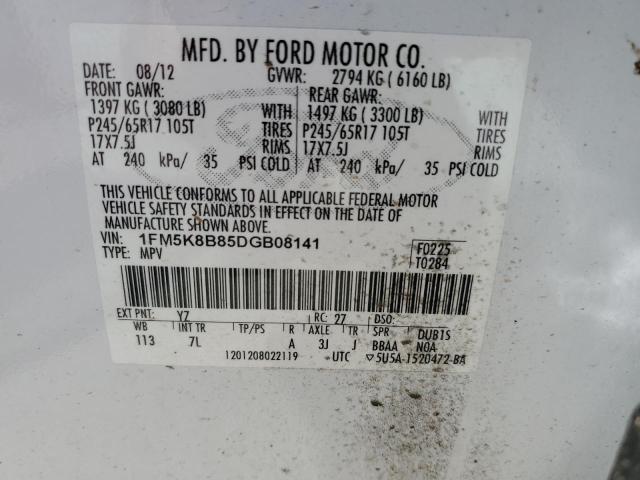 MFD. BY FORD MOTOR CO.
DATE: 08/12 GVWR: 2794 KG ( 6160 LB)
FRONT GAWR: REAR GAWR:
1397 KG ( 3080 LB) WITH 1497 KG ( 3300 LB) WITH
P245/65R17 105T TIRES P245/65R17 105T TIRES
17X7.5J RIMS 17X7.5J RIMS
AT 240 kPa/ 35 PSI COLD AT 240 kPa/ 35 PSI COLD
THIS VEHICLE CONFORMS TO ALL APPLICABLE FEDERAL MOTOR
VEHICLE SAFETY STANDARDS IN EFFECT ON THE DATE OF
MANUFACTURE SHOWN ABOVE.
VIN: 1FM5K8B85DGB08141 F0225
TYPE: MPV T0284
EXT PNT: YZ RC: 27 DSO:
WB INT TR TP/PS R AXLE TR SPR DUB1S
113 7L A 3J J BBAA N0A
1201208022119 UTC ▽5U5A-1520472-BA